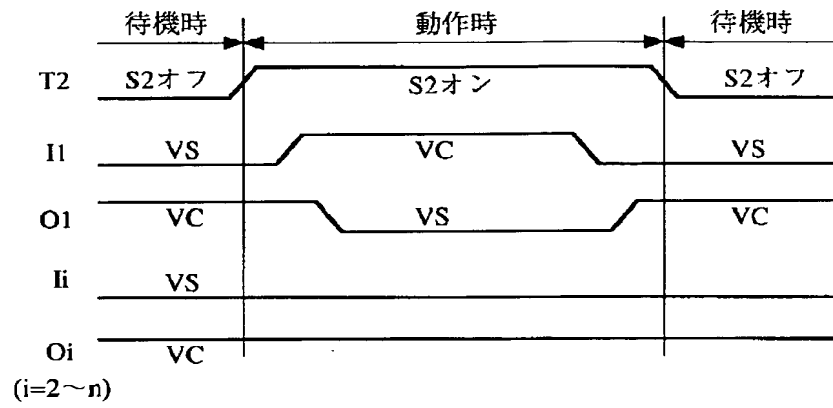 待機時 動作時 待機時
T2 S2オフ S2オン S2オフ
I1 VS VC VS
O1 VC VS VC
Ii VS
Oi VC
(i=2～n)